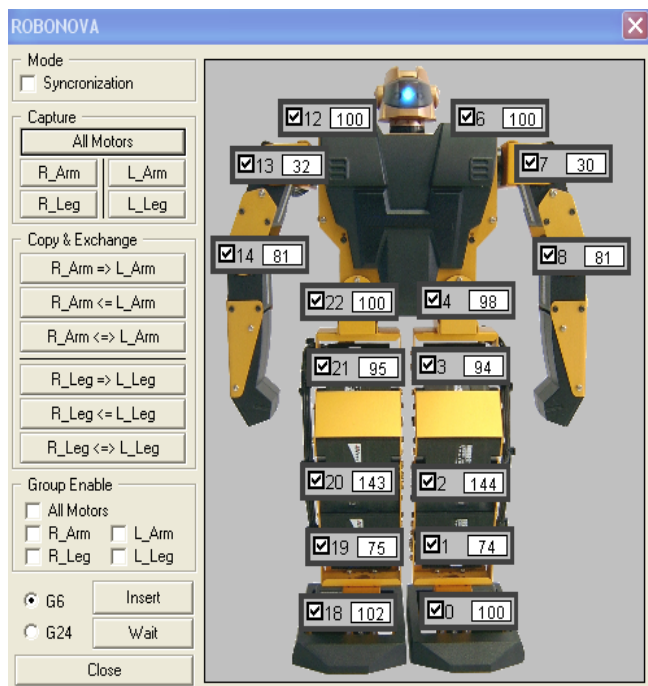 ROBONOVA
Mode
Syncronization
Capture
All Motors
R_Arm L_Arm
R_Leg L_Leg
Copy & Exchange
R_Arm => L_Arm
R_Arm <= L_Arm
R_Arm <=> L_Arm
R_Leg => L_Leg
R_Leg <= L_Leg
R_Leg <=> L_Leg
Group Enable
All Motors
R_Arm L_Arm
R_Leg L_Leg
G6 Insert
G24 Wait
Close
12 100 6 100
13 32 7 30
14 81 8 81
22 100 4 98
21 95 3 94
20 143 2 144
19 75 1 74
18 102 0 100